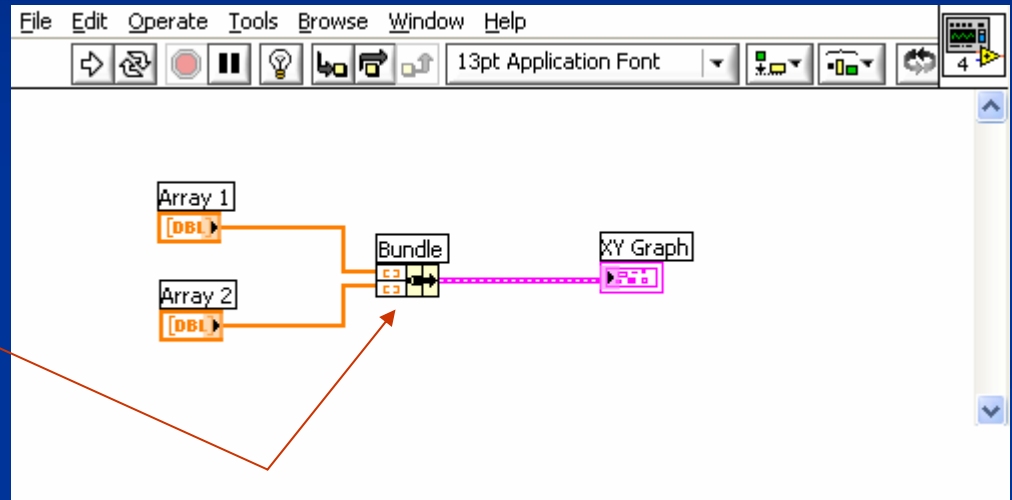 File Edit Operate Tools Browse Window Help
13pt Application Font
4
Array 1
[DBL]
Bundle
XY Graph
Array 2
[DBL]